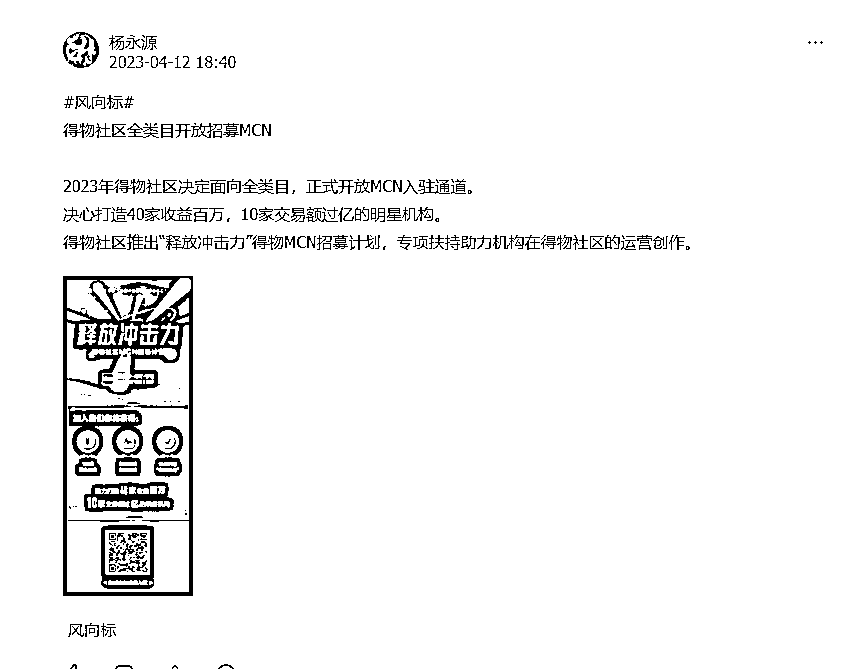 杨永源
2023-04-12 18:40
#风向标#
得物社区全类目开放招募MCN
2023年得物社区决定面向全类目，正式开放MCN入驻通道。
决心打造40家收益百万，10家交易额过亿的明星机构。
得物社区推出“释放冲击力”得物MCN招募计划，专项扶持助力机构在得物社区的运营创作。
释放冲击力
风向标